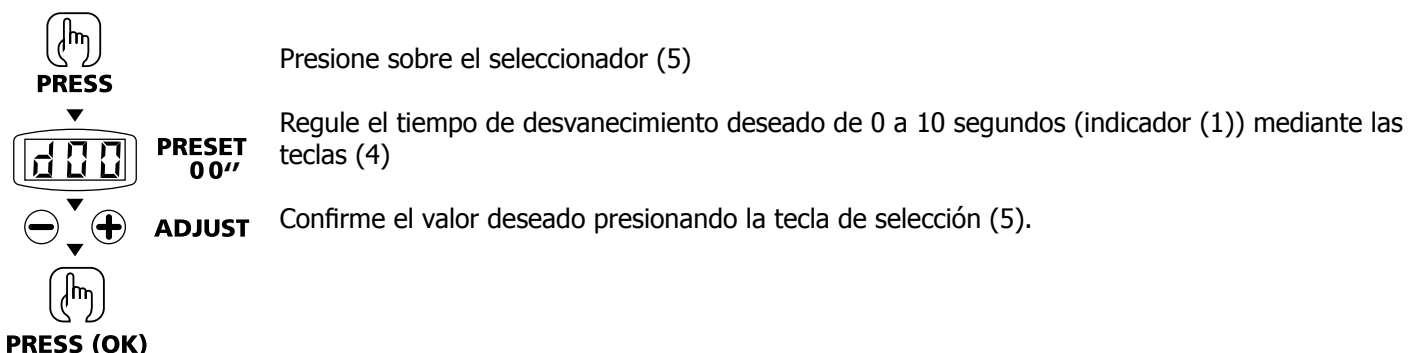 PRESS
Presione sobre el seleccionador (5)
d00
PRESET
00″
Regule el tiempo de desvanecimiento deseado de 0 a 10 segundos (indicador (1)) mediante las
teclas (4)
ADJUST
Confirme el valor deseado presionando la tecla de selección (5).
PRESS (OK)